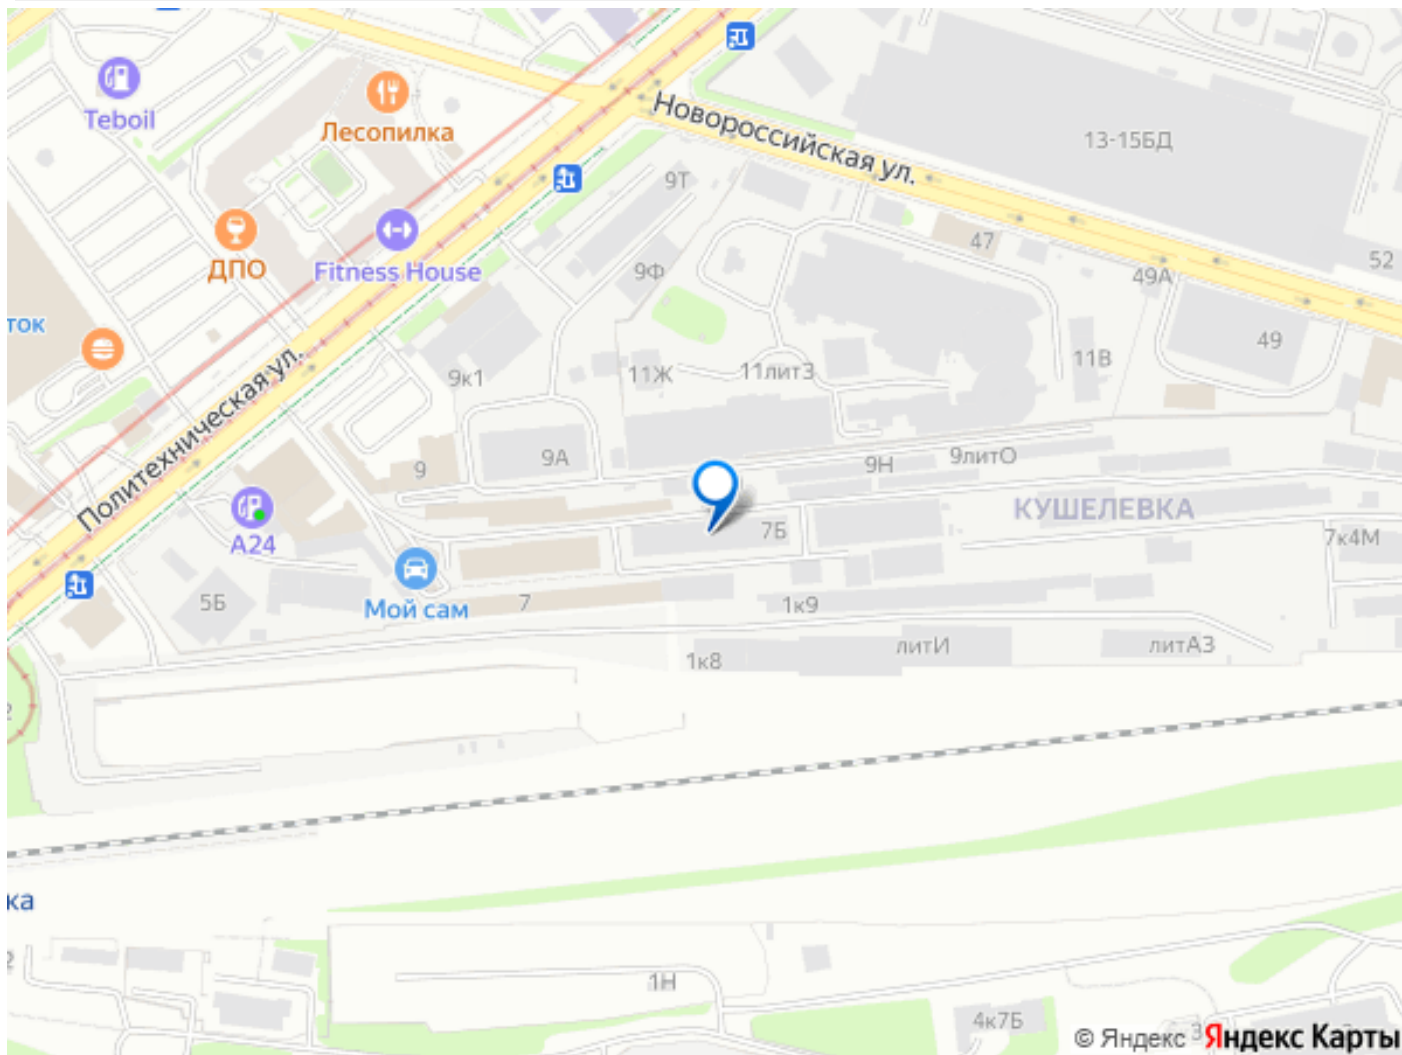 Teboil
Лесопилка
Новороссийская ул.
13-15БД
9Т
ДПО
Fitness House
9Ф
47
49А
52
ток
9к1
11Ж
11лит3
11В
49
Политехническая ул.
9
9А
9Н
9литО
А24
7Б
КУШЕЛЕВКА
7к4М
5Б
Мой сам
7
1к9
1к8
литИ
литА3
ка
1Н
4к7Б
© Яндекс
Яндекс Карты